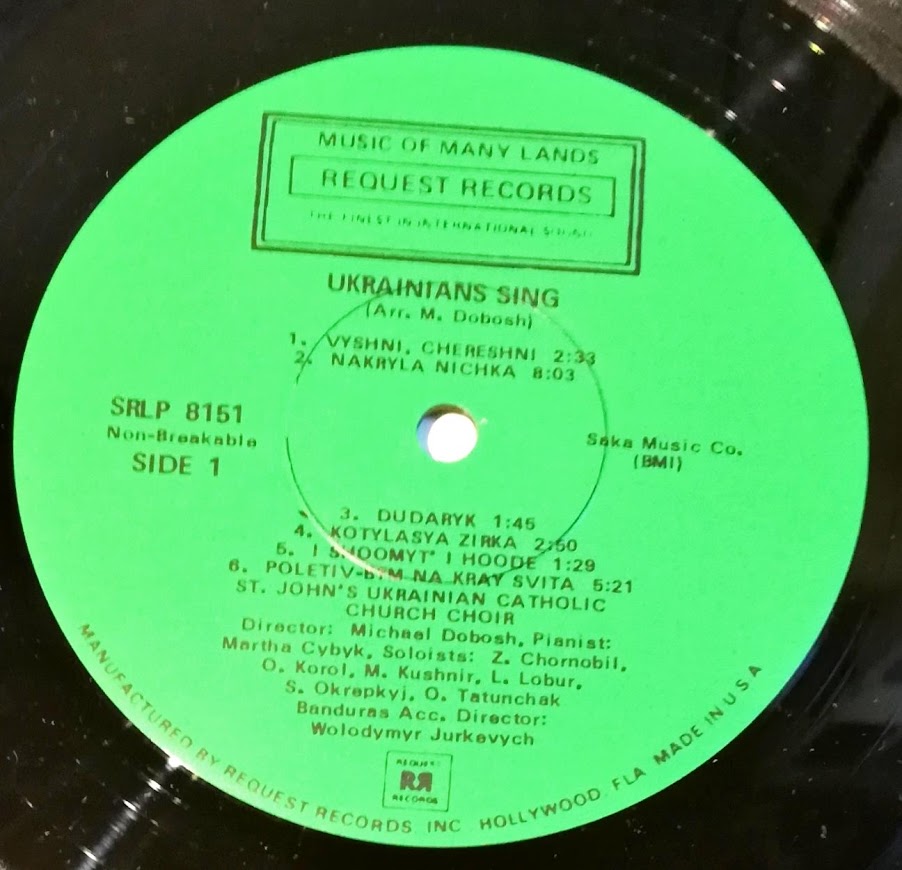 MUSIC OF MANY LANDS
REQUEST RECORDS
THE FINEST IN INTERNATIONAL SOUND
UKRAINIANS SING
(Arr. M. Dobosh)
1. VYSHNI, CHERESHNI 2:33
2. NAKRYLA NICHKA 8:03
SRLP 8151
Non-Breakable
SIDE 1
Saka Music Co.
(BMI)
3. DUDARYK 1:45
4. KOTYLASYA ZIRKA 2:50
5. I SHOOMYT' I HOODE 1:29
6. POLETIV-BYM NA KRAY SVITA 5:21
ST. JOHN'S UKRAINIAN CATHOLIC
CHURCH CHOIR
Director: Michael Dobosh, Pianist:
Martha Cybyk, Soloists: Z. Chornobil,
O. Korol, M. Kushnir, L. Lobur,
S. Okrepkyj, O. Tatunchak
Banduras Acc. Director:
Wolodymyr Jurkevych
REQUEST
RR
RECORDS
MANUFACTURED BY REQUEST RECORDS INC. HOLLYWOOD, FLA. MADE IN U.S.A.